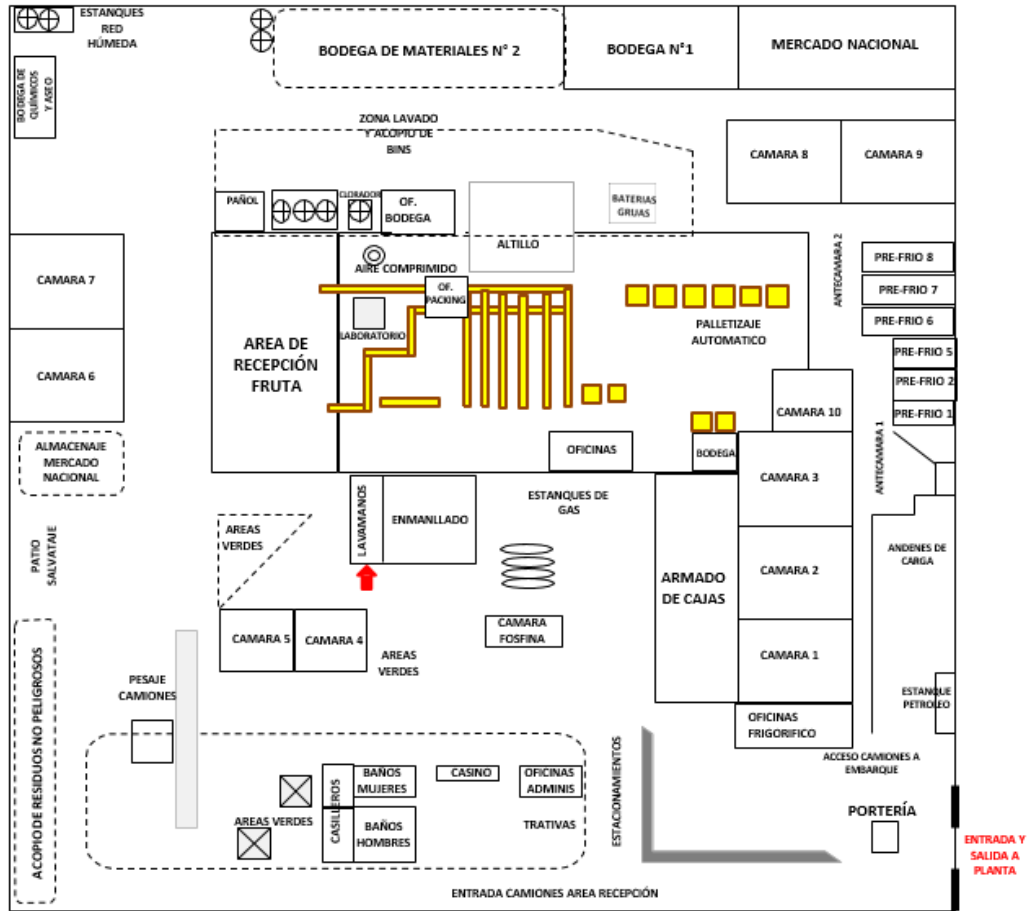 ESTANQUES
RED
HÚMEDA
BODEGA DE
QUÍMICOS
Y ASEO
BODEGA DE MATERIALES N° 2
BODEGA N°1
MERCADO NACIONAL
ZONA LAVADO
Y ACOPIO DE
BINS
CAMARA 8
CAMARA 9
PAÑOL
CLORADOR
OF.
BODEGA
BATERIAS
GRUAS
ALTILLO
ANTECAMARA 2
PRE-FRIO 8
PRE-FRIO 7
PRE-FRIO 6
PRE-FRIO 5
PRE-FRIO 2
PRE-FRIO 1
CAMARA 7
CAMARA 6
AIRE COMPRIMIDO
OF.
PACKING
LABORATORIO
AREA DE
RECEPCIÓN
FRUTA
PALLETIZAJE
AUTOMATICO
CAMARA 10
ANTECAMARA 1
ALMACENAJE
MERCADO
NACIONAL
OFICINAS
BODEGA
CAMARA 3
PATIO
SALVATAJE
AREAS
VERDES
LAVAMANOS
ENMANLLADO
ESTANQUES DE
GAS
ARMADO
DE CAJAS
CAMARA 2
ANDENES DE
CARGA
CAMARA 5
CAMARA 4
AREAS
VERDES
CAMARA
FOSFINA
CAMARA 1
ACOPIO DE RESIDUOS NO PELIGROSOS
PESAJE
CAMIONES
OFICINAS
FRIGORIFICO
ESTANQUE
PETROLEO
ACCESO CAMIONES A
EMBARQUE
CASILLEROS
BAÑOS
MUJERES
CASINO
OFICINAS
ADMINIS
TRATIVAS
AREAS VERDES
BAÑOS
HOMBRES
ESTACIONAMIENTOS
PORTERÍA
ENTRADA Y
SALIDA A
PLANTA
ENTRADA CAMIONES AREA RECEPCIÓN